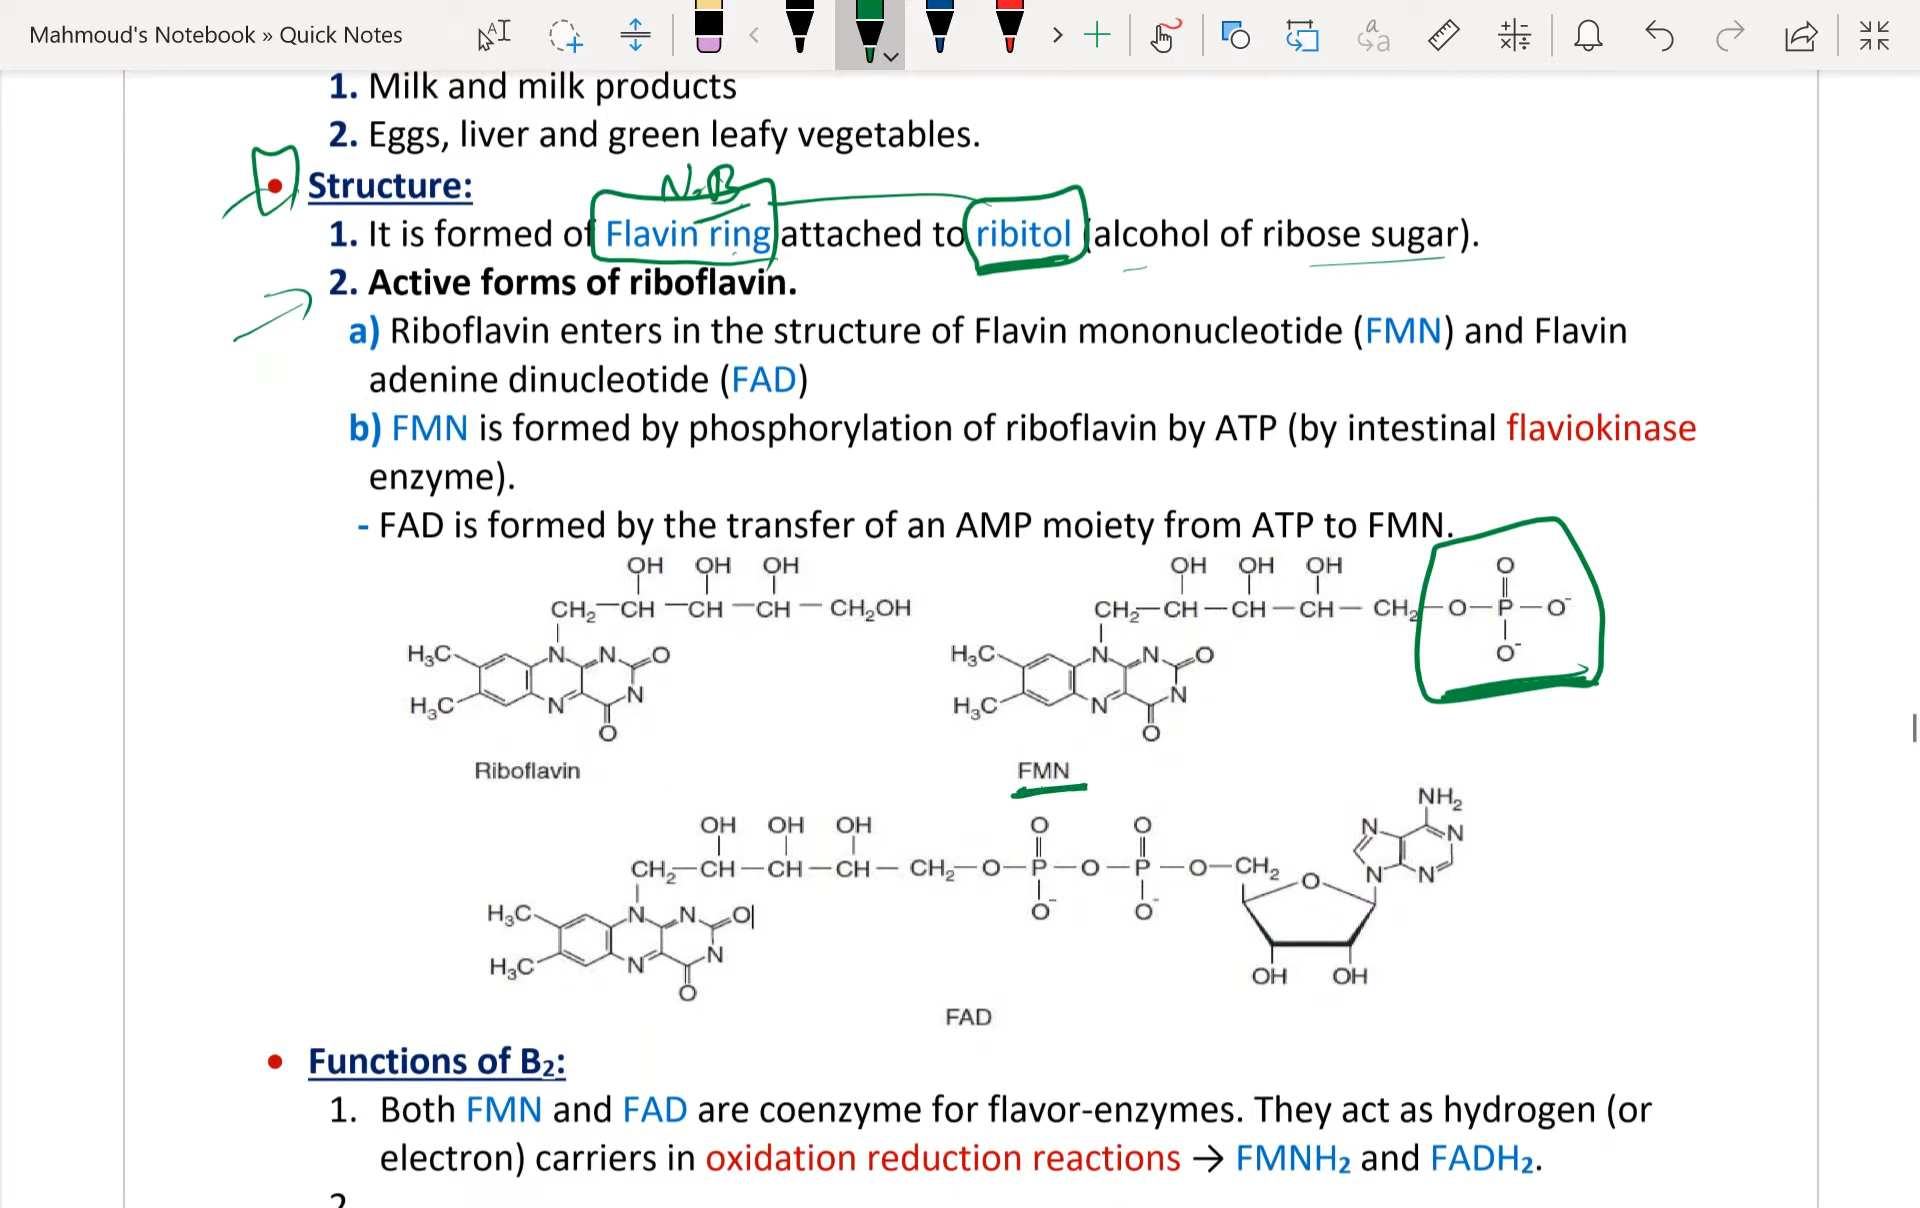 Mahmoud's Notebook » Quick Notes
1. Milk and milk products
2. Eggs, liver and green leafy vegetables.
N.B
• Structure:
1. It is formed of Flavin ring attached to ribitol (alcohol of ribose sugar).
2. Active forms of riboflavin.
a) Riboflavin enters in the structure of Flavin mononucleotide (FMN) and Flavin
adenine dinucleotide (FAD)
b) FMN is formed by phosphorylation of riboflavin by ATP (by intestinal flaviokinase
enzyme).
- FAD is formed by the transfer of an AMP moiety from ATP to FMN.
OH OH OH OH OH OH O
CH₂—CH—CH—CH—CH₂OH CH₂—CH—CH—CH—CH₂—O—P—O⁻
H₃C N N O H₃C N N O O⁻
H₃C N N H₃C N N
O O
Riboflavin FMN
NH₂
OH OH OH O O N N
CH₂—CH—CH—CH—CH₂—O—P—O—P—O—CH₂ O N N
H₃C N N O O⁻ O⁻
H₃C N N OH OH
O
FAD
• Functions of B₂:
1. Both FMN and FAD are coenzyme for flavor-enzymes. They act as hydrogen (or
electron) carriers in oxidation reduction reactions → FMNH₂ and FADH₂.